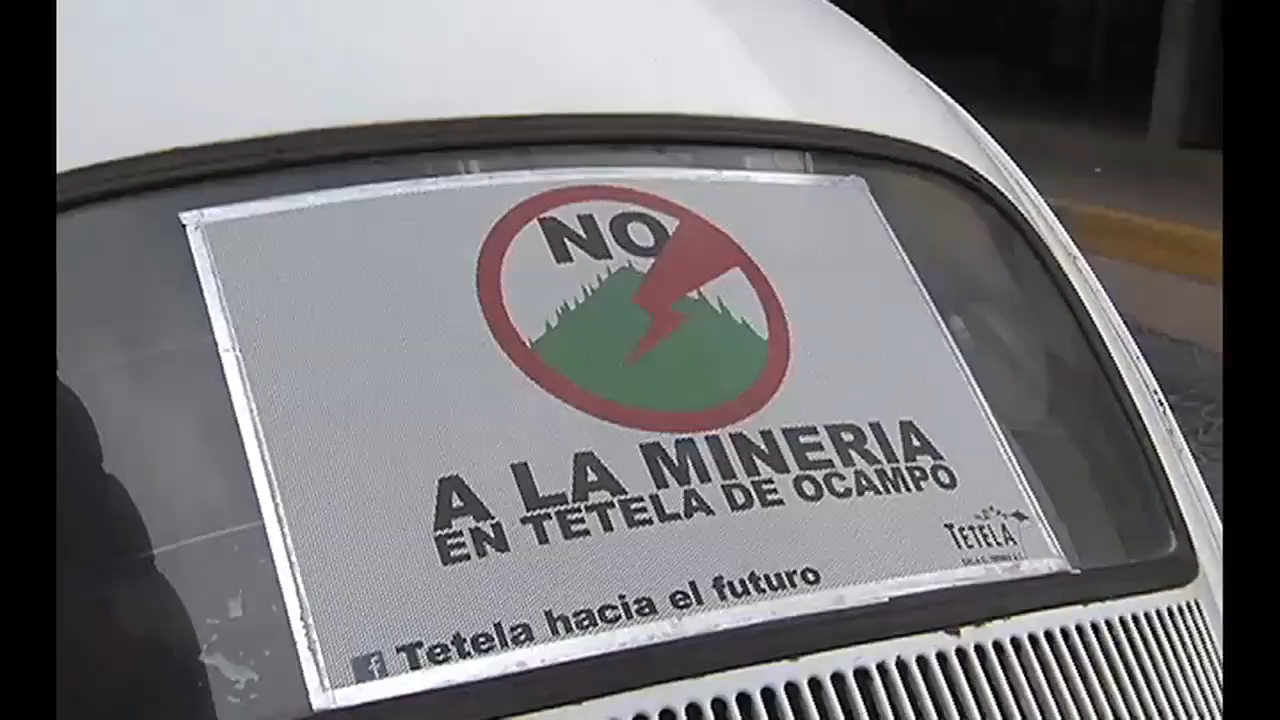 NO
A LA MINERIA
EN TETELA DE OCAMPO
TETELA
Tetela hacia el futuro